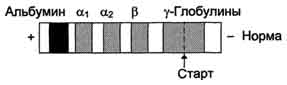 Альбумин α₁ α₂ β γ-Глобулины
+ – Норма
Старт